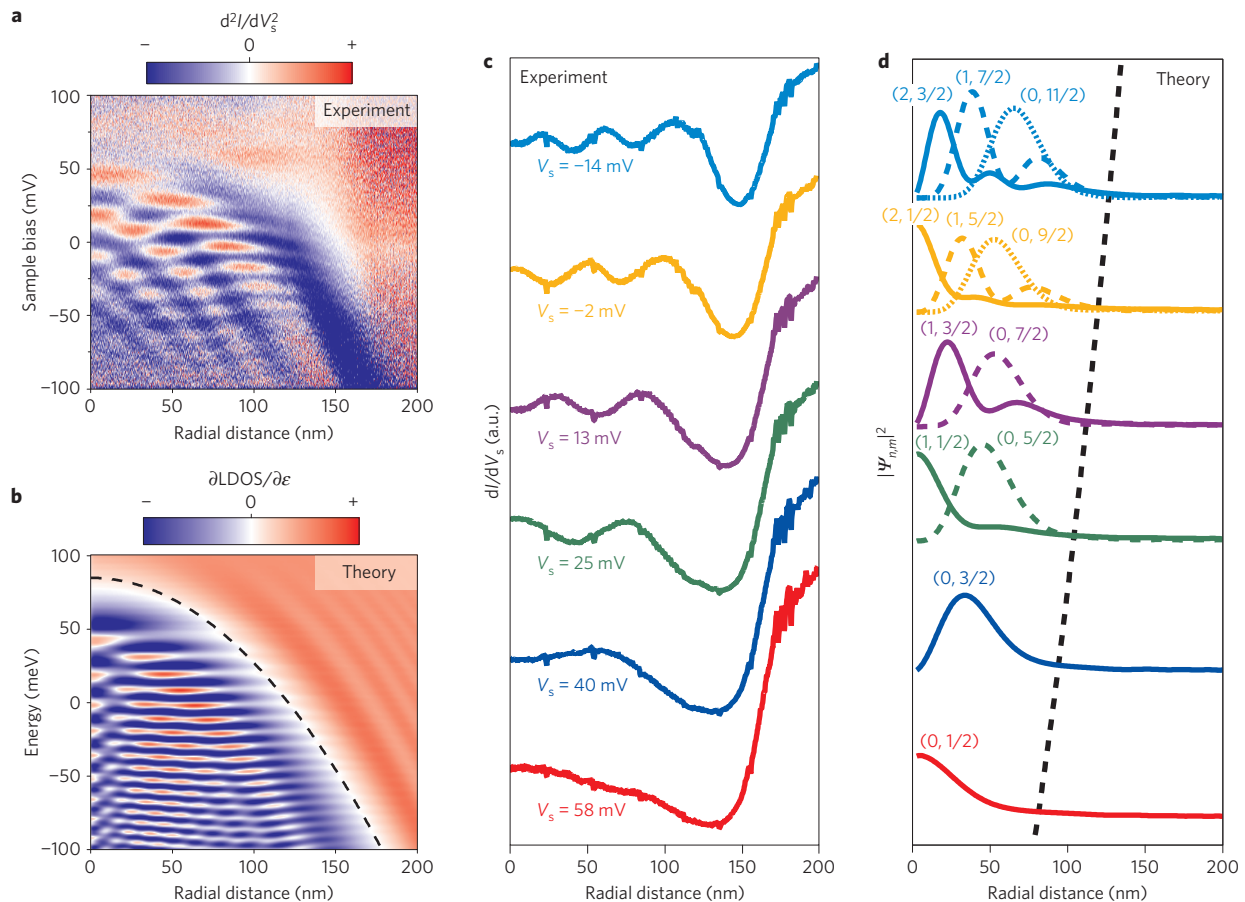 a
d²I/dVs²
− 0 +
Experiment
100
50
0
−50
−100
Sample bias (mV)
0 50 100 150 200
Radial distance (nm)
b
∂LDOS/∂ε
− 0 +
Theory
100
50
0
−50
−100
Energy (meV)
0 50 100 150 200
Radial distance (nm)
c
Experiment
Vs = −14 mV
Vs = −2 mV
Vs = 13 mV
Vs = 25 mV
Vs = 40 mV
Vs = 58 mV
dI/dVs (a.u.)
0 50 100 150 200
Radial distance (nm)
d
Theory
(2, 3/2) (1, 7/2) (0, 11/2)
(2, 1/2) (1, 5/2) (0, 9/2)
(1, 3/2) (0, 7/2)
(1, 1/2) (0, 5/2)
(0, 3/2)
(0, 1/2)
|Ψn,m|²
0 50 100 150 200
Radial distance (nm)